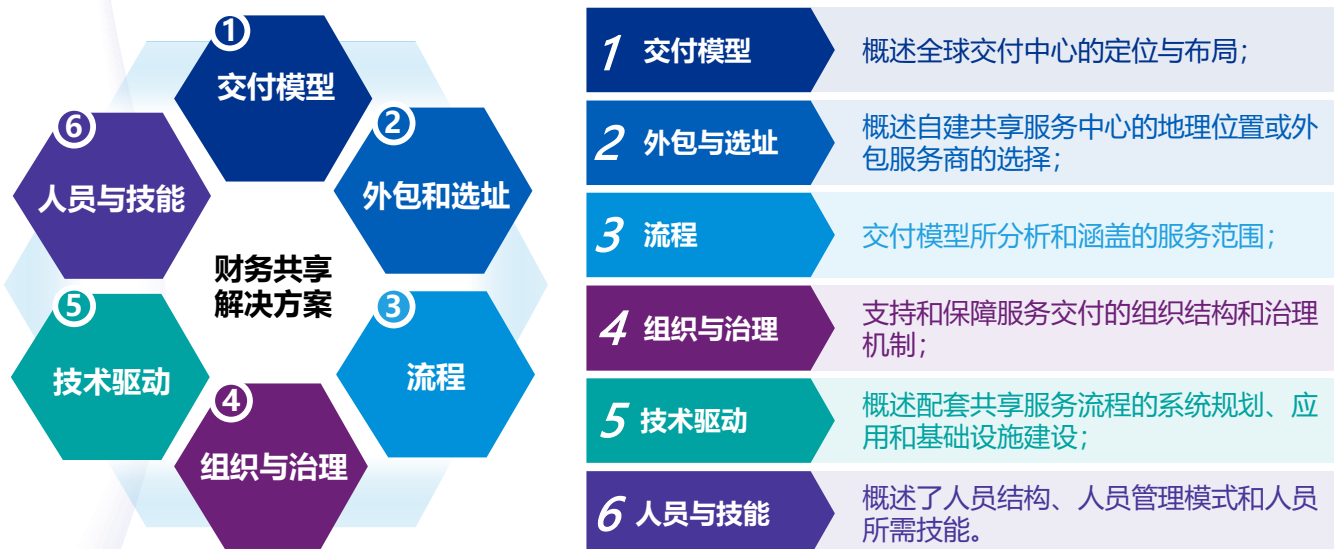 1
交付模型
2
外包和选址
3
流程
4
组织与治理
5
技术驱动
6
人员与技能
财务共享
解决方案
1 交付模型
概述全球交付中心的定位与布局；
2 外包与选址
概述自建共享服务中心的地理位置或外
包服务商的选择；
3 流程
交付模型所分析和涵盖的服务范围；
4 组织与治理
支持和保障服务交付的组织结构和治理
机制；
5 技术驱动
概述配套共享服务流程的系统规划、应
用和基础设施建设；
6 人员与技能
概述了人员结构、人员管理模式和人员
所需技能。